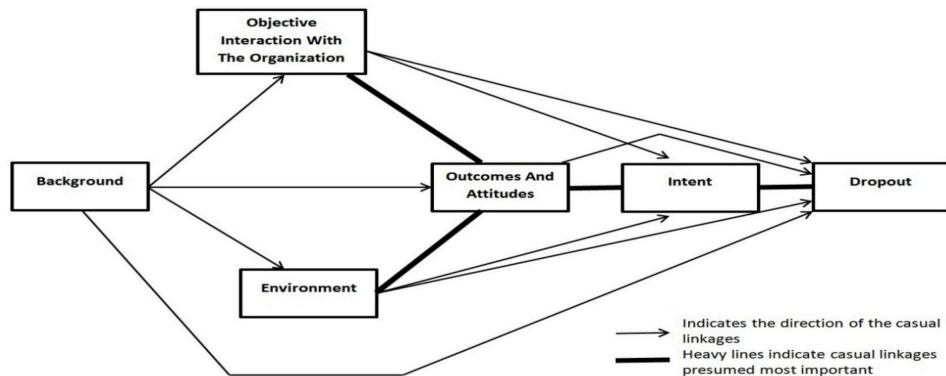 Objective
Interaction With
The Organization
Background
Outcomes And
Attitudes
Intent
Dropout
Environment
Indicates the direction of the casual
linkages
Heavy lines indicate casual linkages
presumed most important